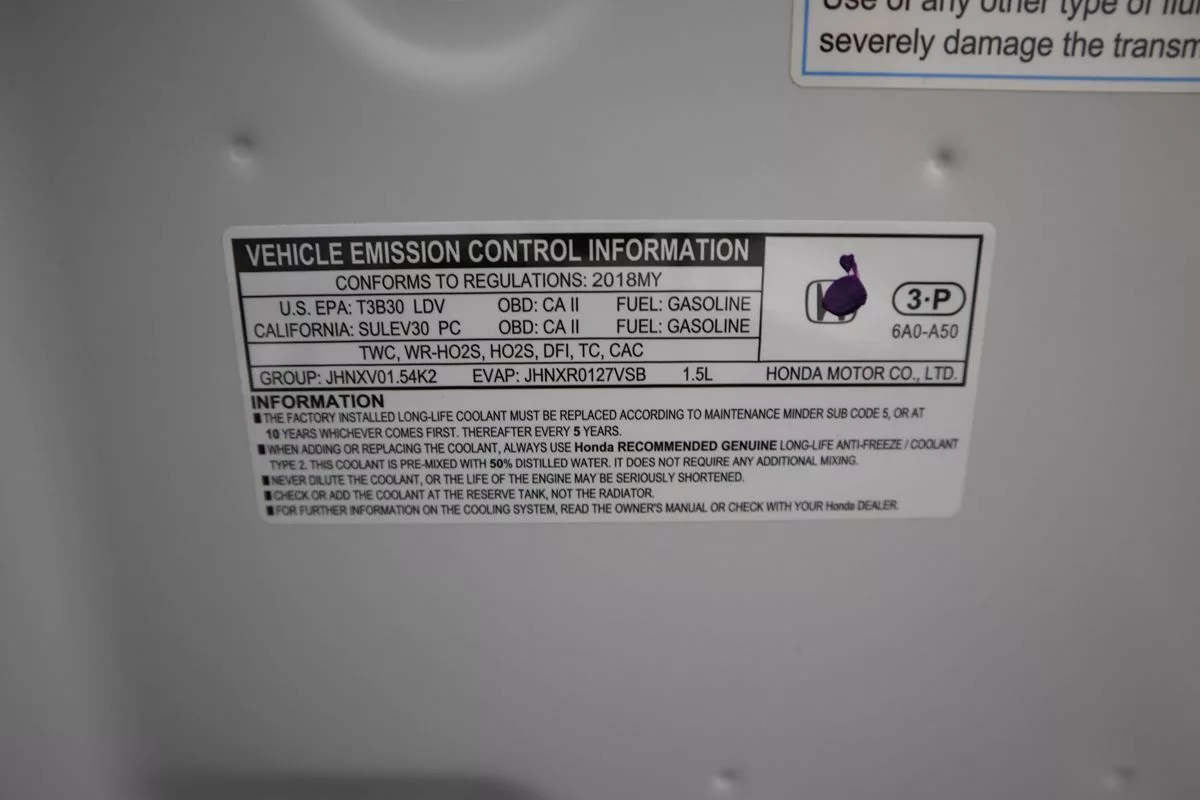 Use of any other type of
severely damage the
VEHICLE EMISSION CONTROL INFORMATION
CONFORMS TO REGULATIONS: 2018MY
U.S. EPA: T3B30 LDV OBD: CA II FUEL: GASOLINE
CALIFORNIA: SULEV30 PC OBD: CA II FUEL: GASOLINE
TWC, WR-HO2S, HO2S, DFI, TC, CAC
3·P
6A0-A50
GROUP: JHNXV01.54K2 EVAP: JHNXR0127VSB 1.5L HONDA MOTOR CO., LTD.
INFORMATION
■ THE FACTORY INSTALLED LONG-LIFE COOLANT MUST BE REPLACED ACCORDING TO MAINTENANCE MINDER SUB CODE 5, OR AT
10 YEARS WHICHEVER COMES FIRST. THEREAFTER EVERY 5 YEARS.
■ WHEN ADDING OR REPLACING THE COOLANT, ALWAYS USE Honda RECOMMENDED GENUINE LONG-LIFE ANTI-FREEZE / COOLANT
TYPE 2. THIS COOLANT IS PRE-MIXED WITH 50% DISTILLED WATER. IT DOES NOT REQUIRE ANY ADDITIONAL MIXING.
■ NEVER DILUTE THE COOLANT, OR THE LIFE OF THE ENGINE MAY BE SERIOUSLY SHORTENED.
■ CHECK OR ADD THE COOLANT AT THE RESERVE TANK, NOT THE RADIATOR.
■ FOR FURTHER INFORMATION ON THE COOLING SYSTEM, READ THE OWNER'S MANUAL OR CHECK WITH YOUR Honda DEALER.